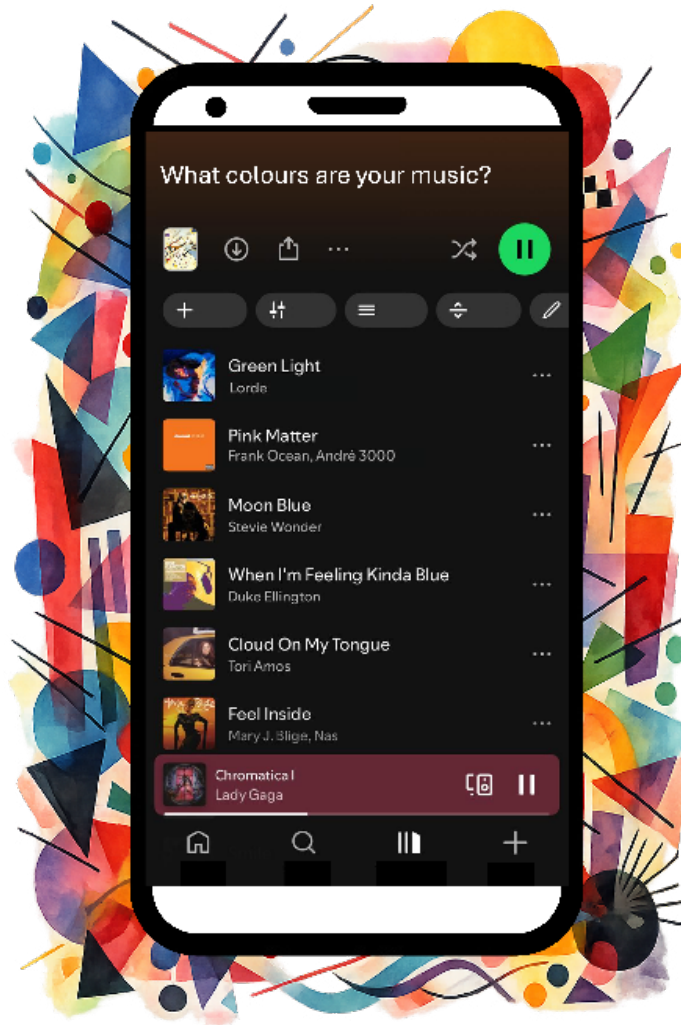 What colours are your music?
Green Light
Lorde
Pink Matter
Frank Ocean, André 3000
Moon Blue
Stevie Wonder
When I'm Feeling Kinda Blue
Duke Ellington
Cloud On My Tongue
Tori Amos
Feel Inside
Mary J. Blige, Nas
Chromatica I
Lady Gaga